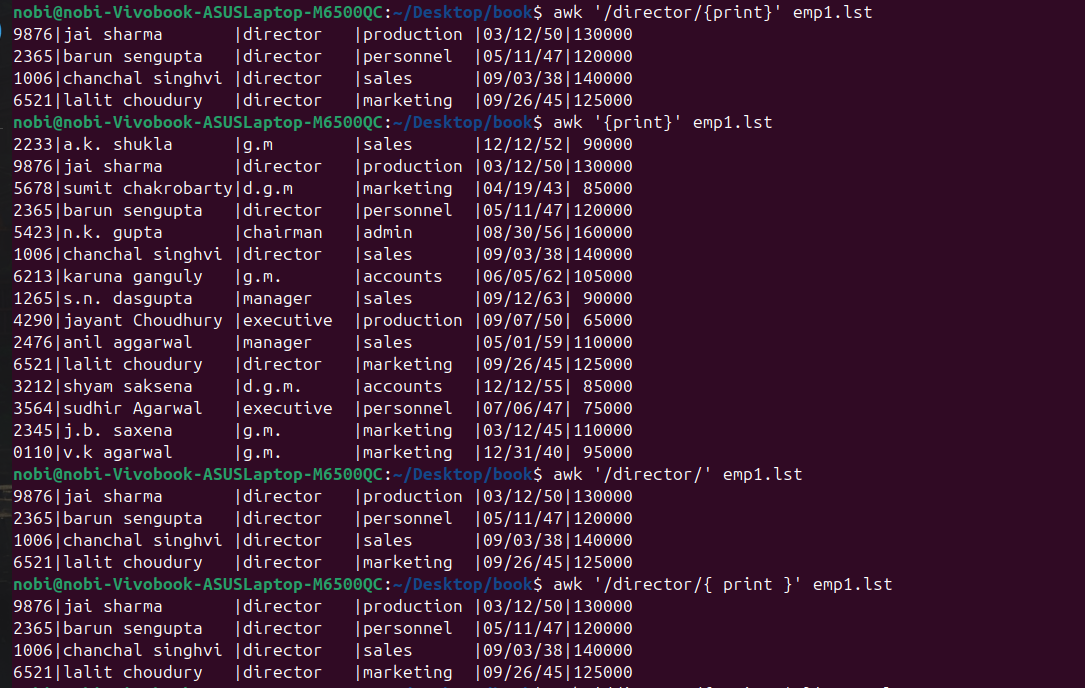 nobi@nobi-Vivobook-ASUSLaptop-M6500QC:~/Desktop/book$ awk '/director/{print}' emp1.lst
9876|jai sharma       |director   |production |03/12/50|130000
2365|barun sengupta   |director   |personnel  |05/11/47|120000
1006|chanchal singhvi |director   |sales      |09/03/38|140000
6521|lalit choudury   |director   |marketing  |09/26/45|125000
nobi@nobi-Vivobook-ASUSLaptop-M6500QC:~/Desktop/book$ awk '{print}' emp1.lst
2233|a.k. shukla      |g.m        |sales      |12/12/52| 90000
9876|jai sharma       |director   |production |03/12/50|130000
5678|sumit chakrobarty|d.g.m      |marketing  |04/19/43| 85000
2365|barun sengupta   |director   |personnel  |05/11/47|120000
5423|n.k. gupta       |chairman   |admin      |08/30/56|160000
1006|chanchal singhvi |director   |sales      |09/03/38|140000
6213|karuna ganguly   |g.m.       |accounts   |06/05/62|105000
1265|s.n. dasgupta    |manager    |sales      |09/12/63| 90000
4290|jayant Choudhury |executive  |production |09/07/50| 65000
2476|anil aggarwal    |manager    |sales      |05/01/59|110000
6521|lalit choudury   |director   |marketing  |09/26/45|125000
3212|shyam saksena    |d.g.m.     |accounts   |12/12/55| 85000
3564|sudhir Agarwal   |executive  |personnel  |07/06/47| 75000
2345|j.b. saxena      |g.m.       |marketing  |03/12/45|110000
0110|v.k agarwal      |g.m.       |marketing  |12/31/40| 95000
nobi@nobi-Vivobook-ASUSLaptop-M6500QC:~/Desktop/book$ awk '/director/' emp1.lst
9876|jai sharma       |director   |production |03/12/50|130000
2365|barun sengupta   |director   |personnel  |05/11/47|120000
1006|chanchal singhvi |director   |sales      |09/03/38|140000
6521|lalit choudury   |director   |marketing  |09/26/45|125000
nobi@nobi-Vivobook-ASUSLaptop-M6500QC:~/Desktop/book$ awk '/director/{ print }' emp1.lst
9876|jai sharma       |director   |production |03/12/50|130000
2365|barun sengupta   |director   |personnel  |05/11/47|120000
1006|chanchal singhvi |director   |sales      |09/03/38|140000
6521|lalit choudury   |director   |marketing  |09/26/45|125000